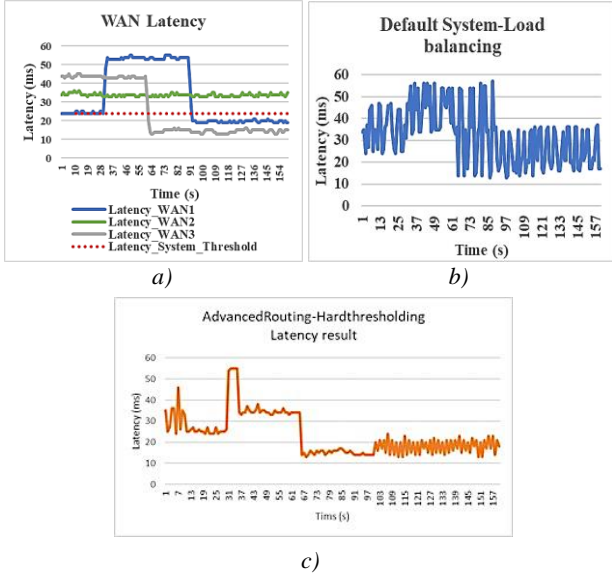 WAN Latency
Latency (ms)
60
50
40
30
20
10
0
1 10 19 28 37 46 55 64 73 82 91 100 109 118 127 136 145 154
Time (s)
Latency_WAN1
Latency_WAN2
Latency_WAN3
Latency_System_Threshold
a)
Default System-Load
balancing
Latency (ms)
60
50
40
30
20
10
0
1 13 25 37 49 61 73 85 97 109 121 133 145 157
Time (s)
b)
AdvancedRouting-Hardthresholding
Latency result
Latency (ms)
60
50
40
30
20
10
0
1 7 13 19 25 31 37 43 49 55 61 67 73 79 85 91 97 103 109 115 121 127 133 139 145 151 157
Tims (s)
c)